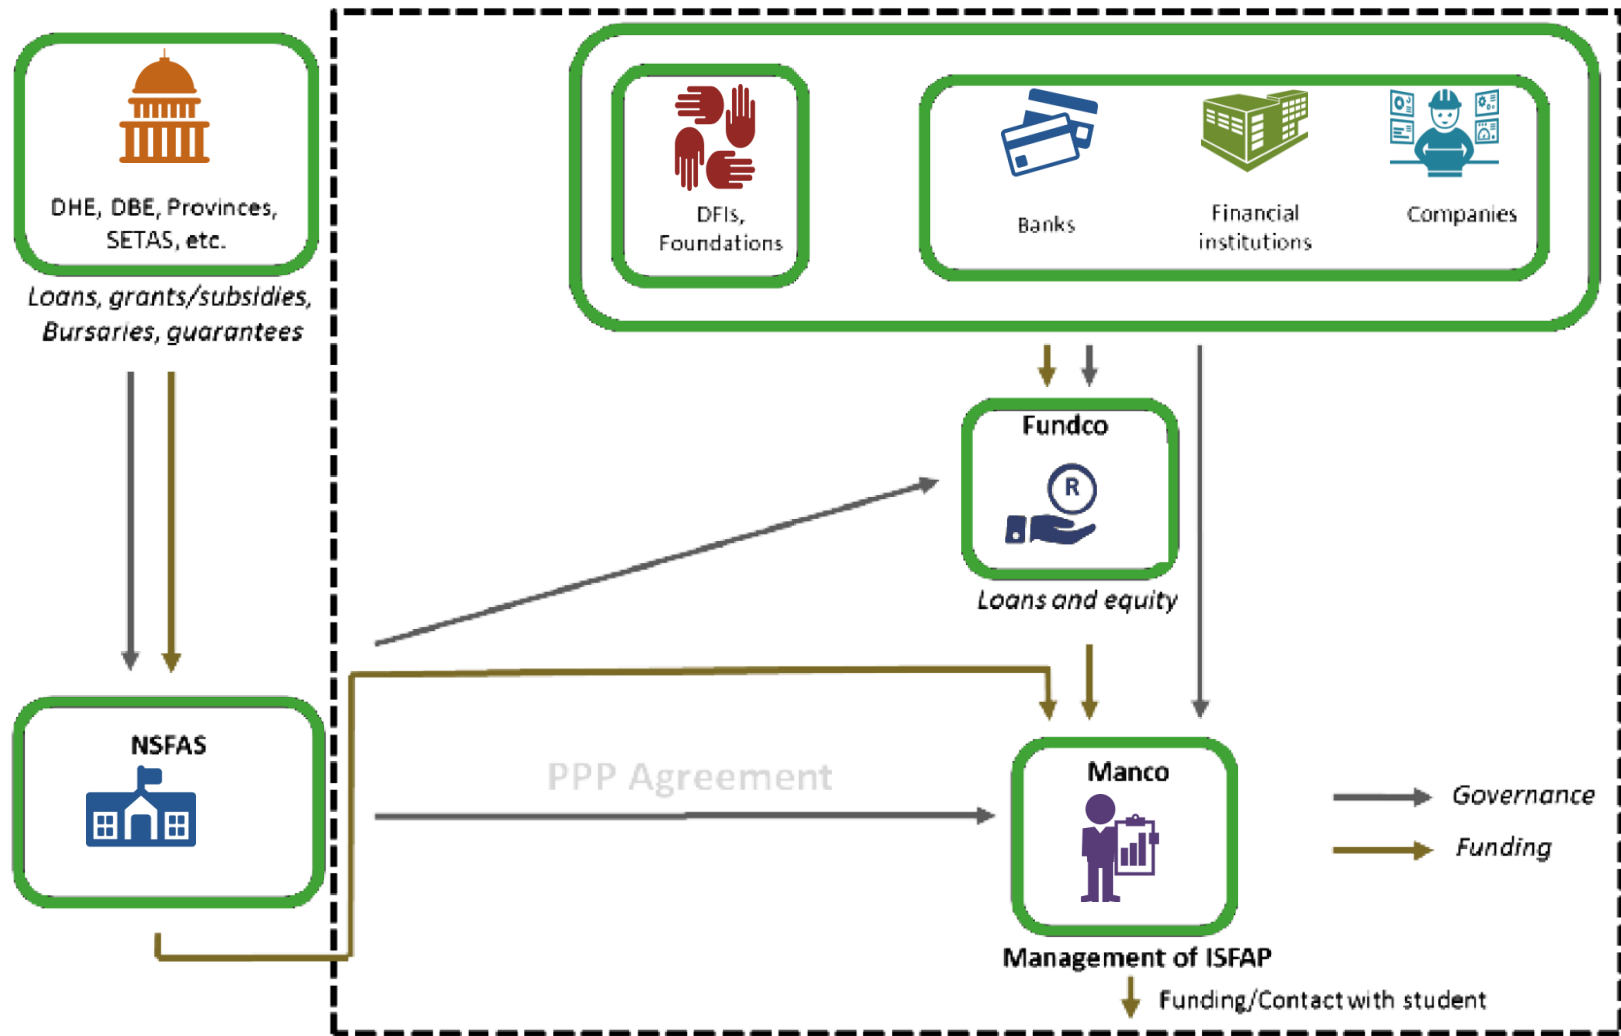 DHE, DBE, Provinces,
SETAS, etc.
Loans, grants/subsidies,
Bursaries, guarantees
DFIs,
Foundations
Banks
Financial
institutions
Companies
Fundco
R
Loans and equity
NSFAS
PPP Agreement
Manco
Management of ISFAP
Funding/Contact with student
Governance
Funding